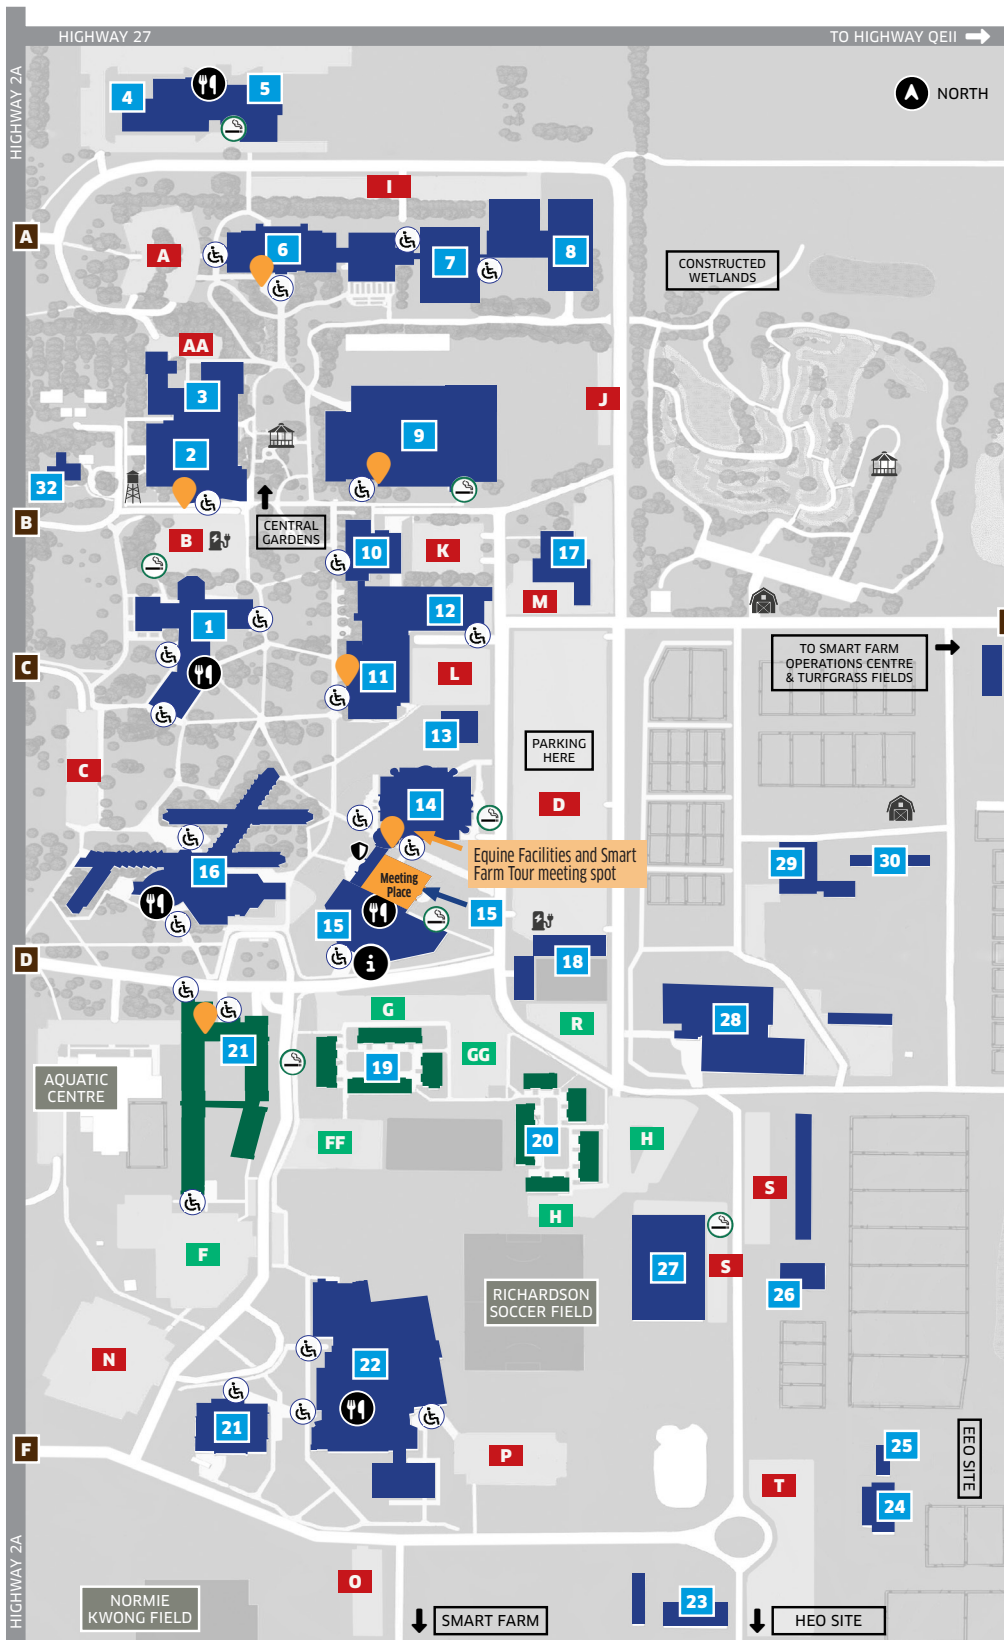 HIGHWAY 27
TO HIGHWAY QEII
HIGHWAY 2A
4
5
NORTH
I
A
A
6
7
8
CONSTRUCTED
WETLANDS
AA
3
J
9
2
32
B
CENTRAL
GARDENS
B
10
K
17
M
12
1
TO SMART FARM
OPERATIONS CENTRE
& TURFGRASS FIELDS
C
11
L
13
PARKING
HERE
C
14
D
Equine Facilities and Smart
Farm Tour meeting spot
29
30
16
Meeting
Place
15
15
D
i
18
G
R
28
21
GG
19
AQUATIC
CENTRE
FF
20
H
S
H
F
27
S
26
RICHARDSON
SOCCER FIELD
N
22
21
F
P
25
EEO SITE
T
24
HIGHWAY 2A
O
NORMIE
KWONG FIELD
SMART FARM
23
HEO SITE